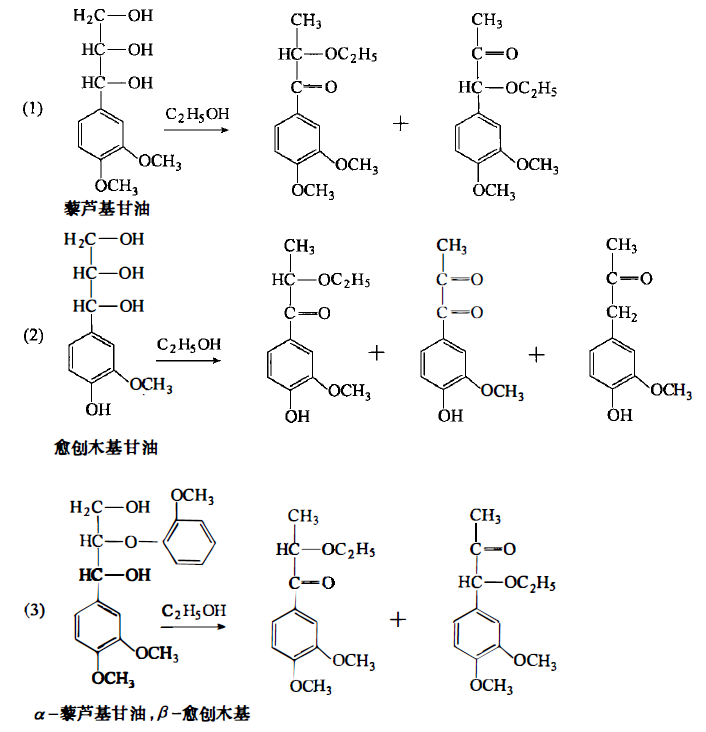 H₂C—OH
HC—OH
HC—OH
OCH₃
OCH₃
藜芦基甘油
(1)
C₂H₅OH
CH₃
HC—OC₂H₅
C=O
OCH₃
OCH₃
+
CH₃
C=O
HC—OC₂H₅
OCH₃
OCH₃
H₂C—OH
HC—OH
HC—OH
OCH₃
OH
愈创木基甘油
(2)
C₂H₅OH
CH₃
HC—OC₂H₅
C=O
OCH₃
OH
+
CH₃
C=O
C=O
OCH₃
OH
+
CH₃
C=O
CH₂
OCH₃
OH
OCH₃
H₂C—OH
HC—O
HC—OH
OCH₃
OCH₃
α-藜芦基甘油,β-愈创木基
(3)
C₂H₅OH
CH₃
HC—OC₂H₅
C=O
OCH₃
OCH₃
+
CH₃
C=O
HC—OC₂H₅
OCH₃
OCH₃